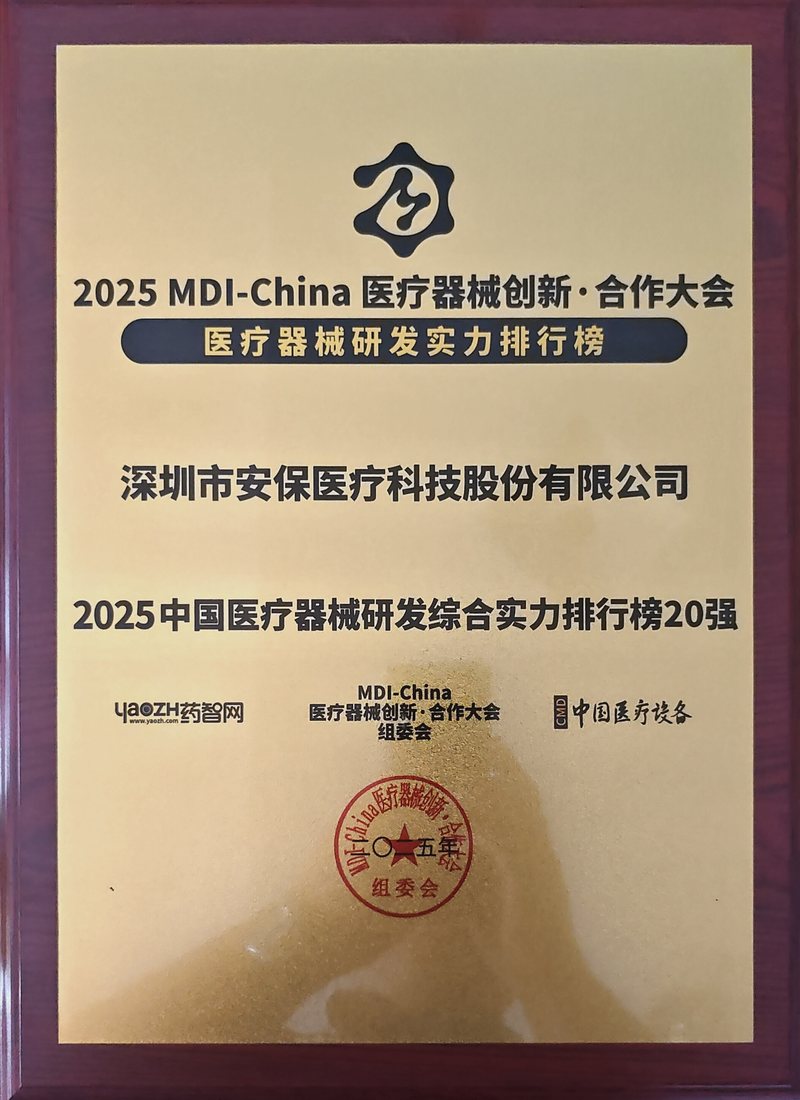 2025 MDI-China 医疗器械创新·合作大会
医疗器械研发实力排行榜
深圳市安保医疗科技股份有限公司
2025中国医疗器械研发综合实力排行榜20强
yaozh药智网
www.yaozh.com
MDI-China
医疗器械创新·合作大会
组委会
CMD 中国医疗设备
MDI-China医疗器械创新·合作大会
二〇二五年
组委会